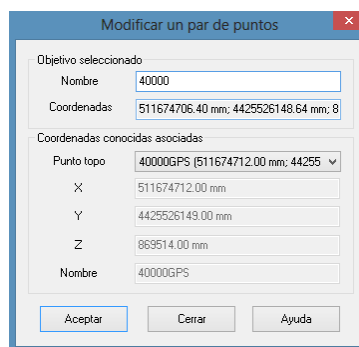 Modificar un par de puntos
Objetivo seleccionado
Nombre 40000
Coordenadas 511674706.40 mm; 4425526148.64 mm; 8
Coordenadas conocidas asociadas
Punto topo 40000GPS (511674712.00 mm; 44255
X 511674712.00 mm
Y 4425526149.00 mm
Z 869514.00 mm
Nombre 40000GPS
Aceptar Cerrar Ayuda